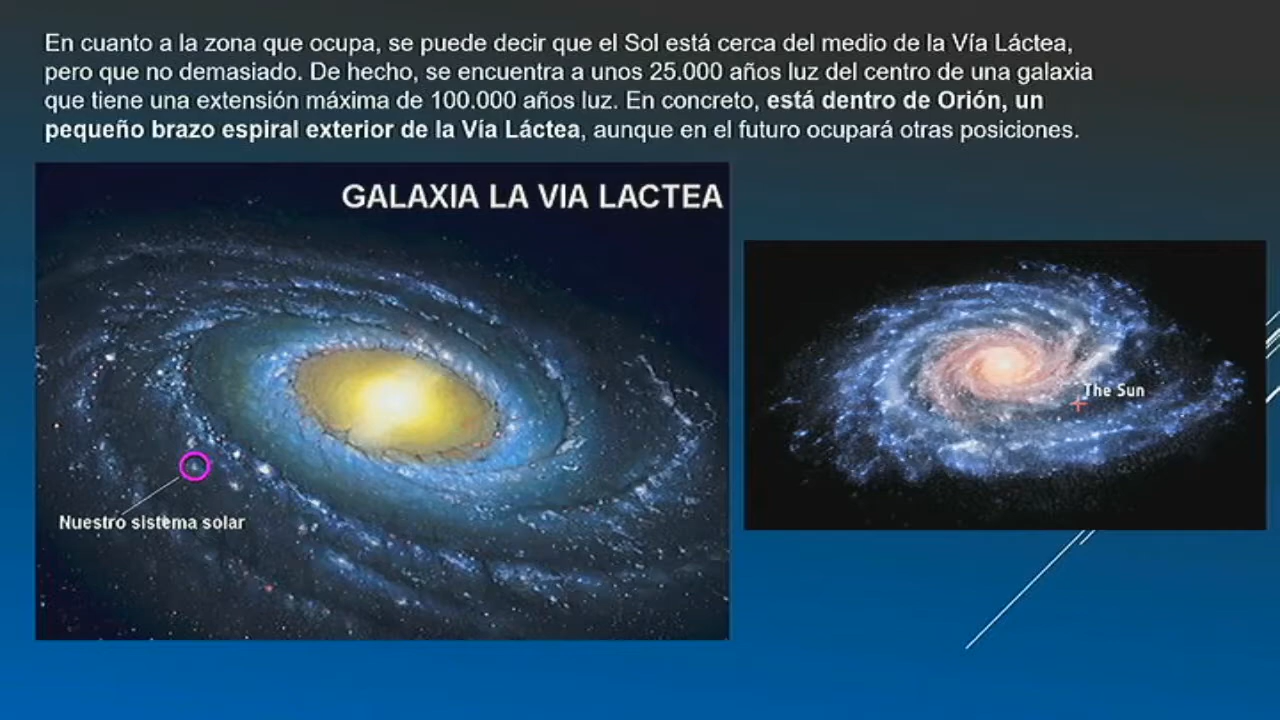 En cuanto a la zona que ocupa, se puede decir que el Sol está cerca del medio de la Vía Láctea,
pero que no demasiado. De hecho, se encuentra a unos 25.000 años luz del centro de una galaxia
que tiene una extensión máxima de 100.000 años luz. En concreto, está dentro de Orión, un
pequeño brazo espiral exterior de la Vía Láctea, aunque en el futuro ocupará otras posiciones.
GALAXIA LA VIA LACTEA
The Sun
Nuestro sistema solar